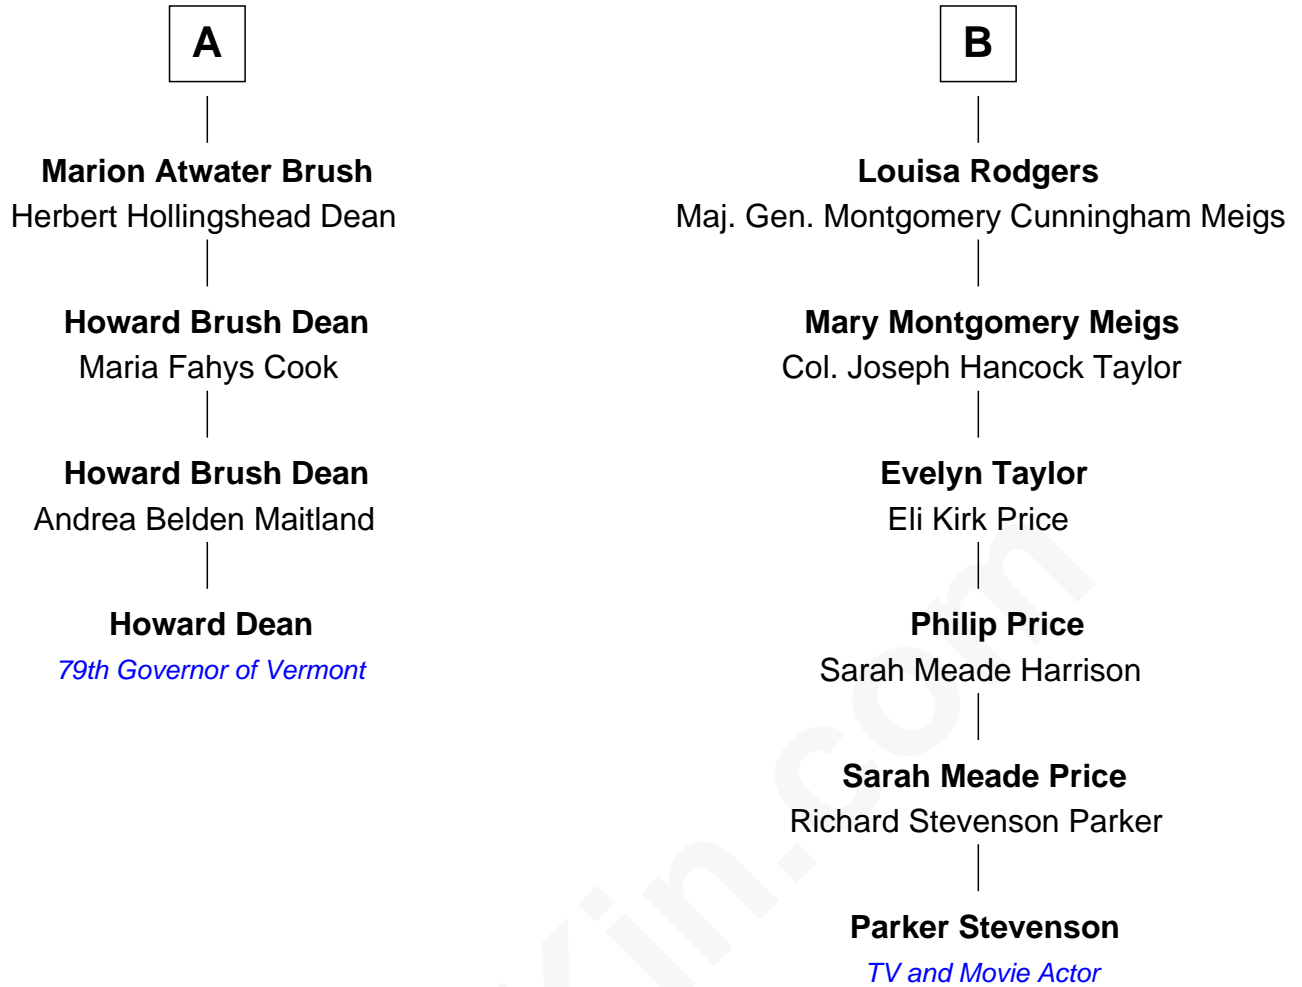 A
Marion Atwater Brush
Herbert Hollingshead Dean
Howard Brush Dean
Maria Fahys Cook
Howard Brush Dean
Andrea Belden Maitland
Howard Dean
79th Governor of Vermont
B
Louisa Rodgers
Maj. Gen. Montgomery Cunningham Meigs
Mary Montgomery Meigs
Col. Joseph Hancock Taylor
Evelyn Taylor
Eli Kirk Price
Philip Price
Sarah Meade Harrison
Sarah Meade Price
Richard Stevenson Parker
Parker Stevenson
TV and Movie Actor
Kin.com